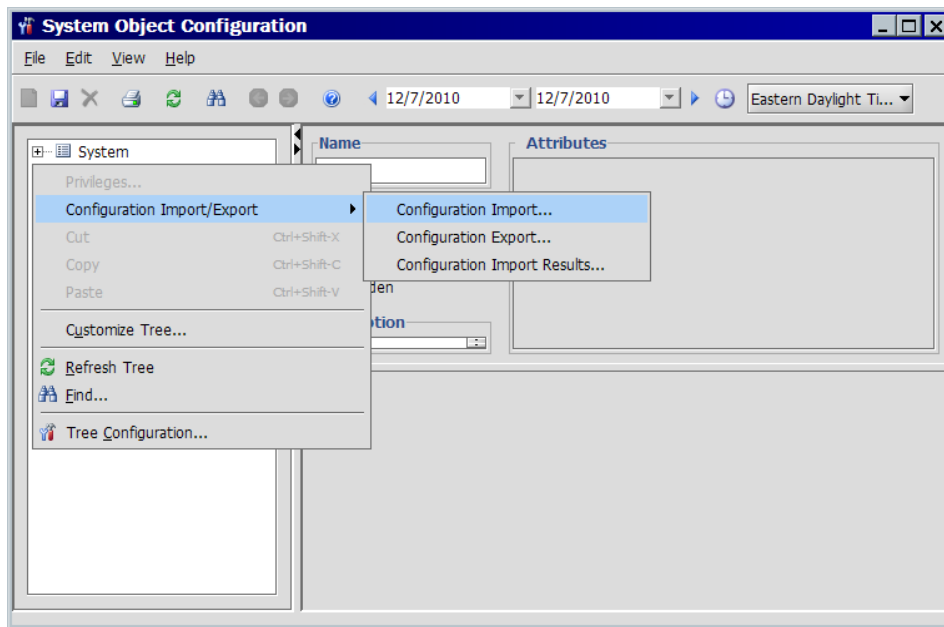 System Object Configuration
File Edit View Help
12/7/2010 12/7/2010 Eastern Daylight Ti...
System
Name
Attributes
Privileges...
Configuration Import/Export
Cut Ctrl+Shift-X
Copy Ctrl+Shift-C
Paste Ctrl+Shift-V
Customize Tree...
Refresh Tree
Find...
Tree Configuration...
Configuration Import...
Configuration Export...
Configuration Import Results...
den
tion